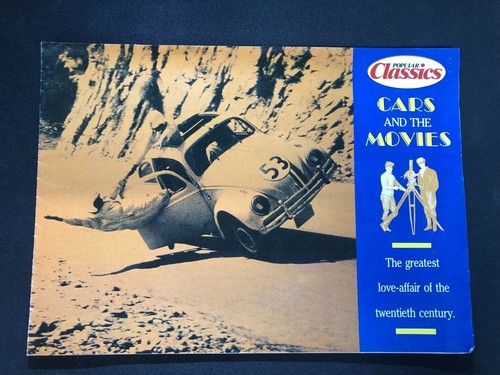 53
POPULAR
Classics
CARS
AND THE
MOVIES
The greatest
love-affair of the
twentieth century.